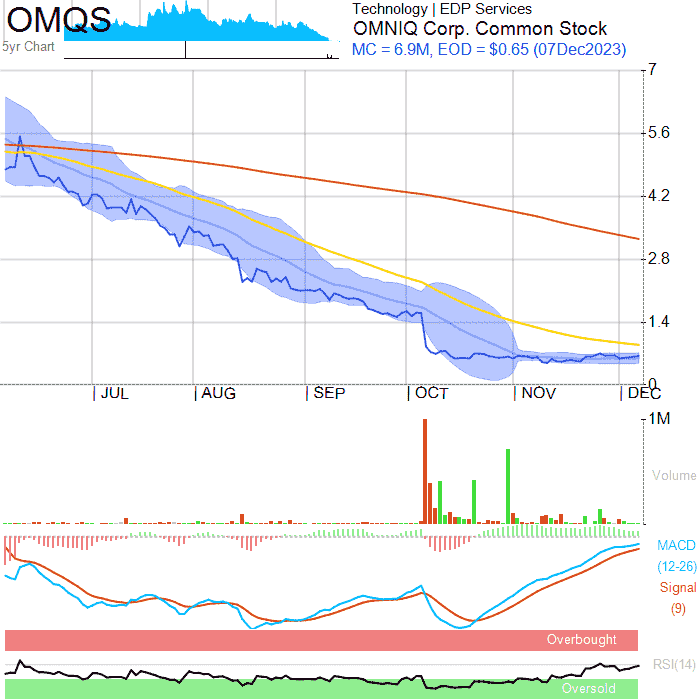 OMQS
5yr Chart
Technology | EDP Services
OMNIQ Corp. Common Stock
MC = 6.9M, EOD = $0.65 (07Dec2023)
7
5.6
4.2
2.8
1.4
0
JUL AUG SEP OCT NOV DEC
1M
Volume
MACD
(12-26)
Signal
(9)
Overbought
RSI(14)
Oversold